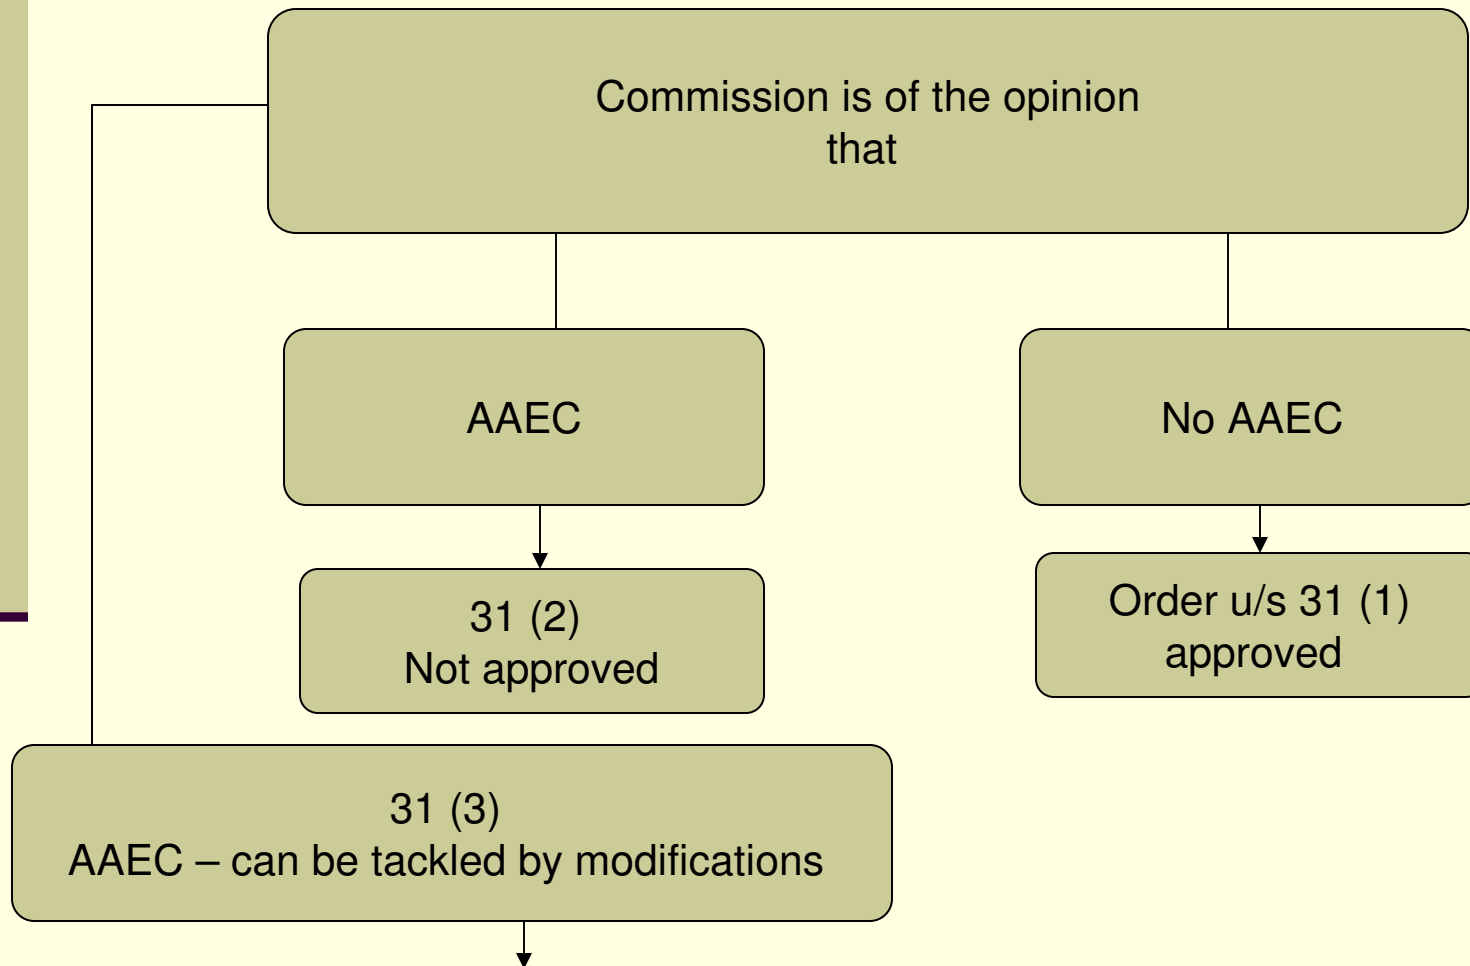 Commission is of the opinion
that
AAEC
No AAEC
31 (2)
Not approved
Order u/s 31 (1)
approved
31 (3)
AAEC – can be tackled by modifications